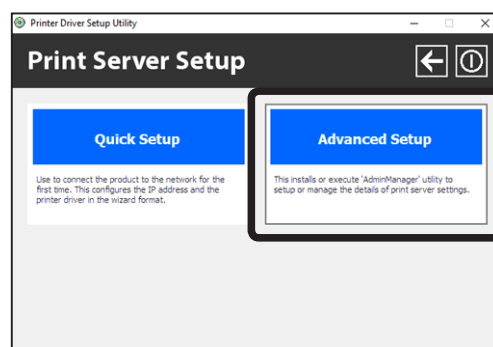 Printer Driver Setup Utility
Print Server Setup
Quick Setup
Use to connect the product to the network for the
first time. This configures the IP address and the
printer driver in the wizard format.
Advanced Setup
This installs or execute 'AdminManager' utlity to
setup or manage the details of print server settings.